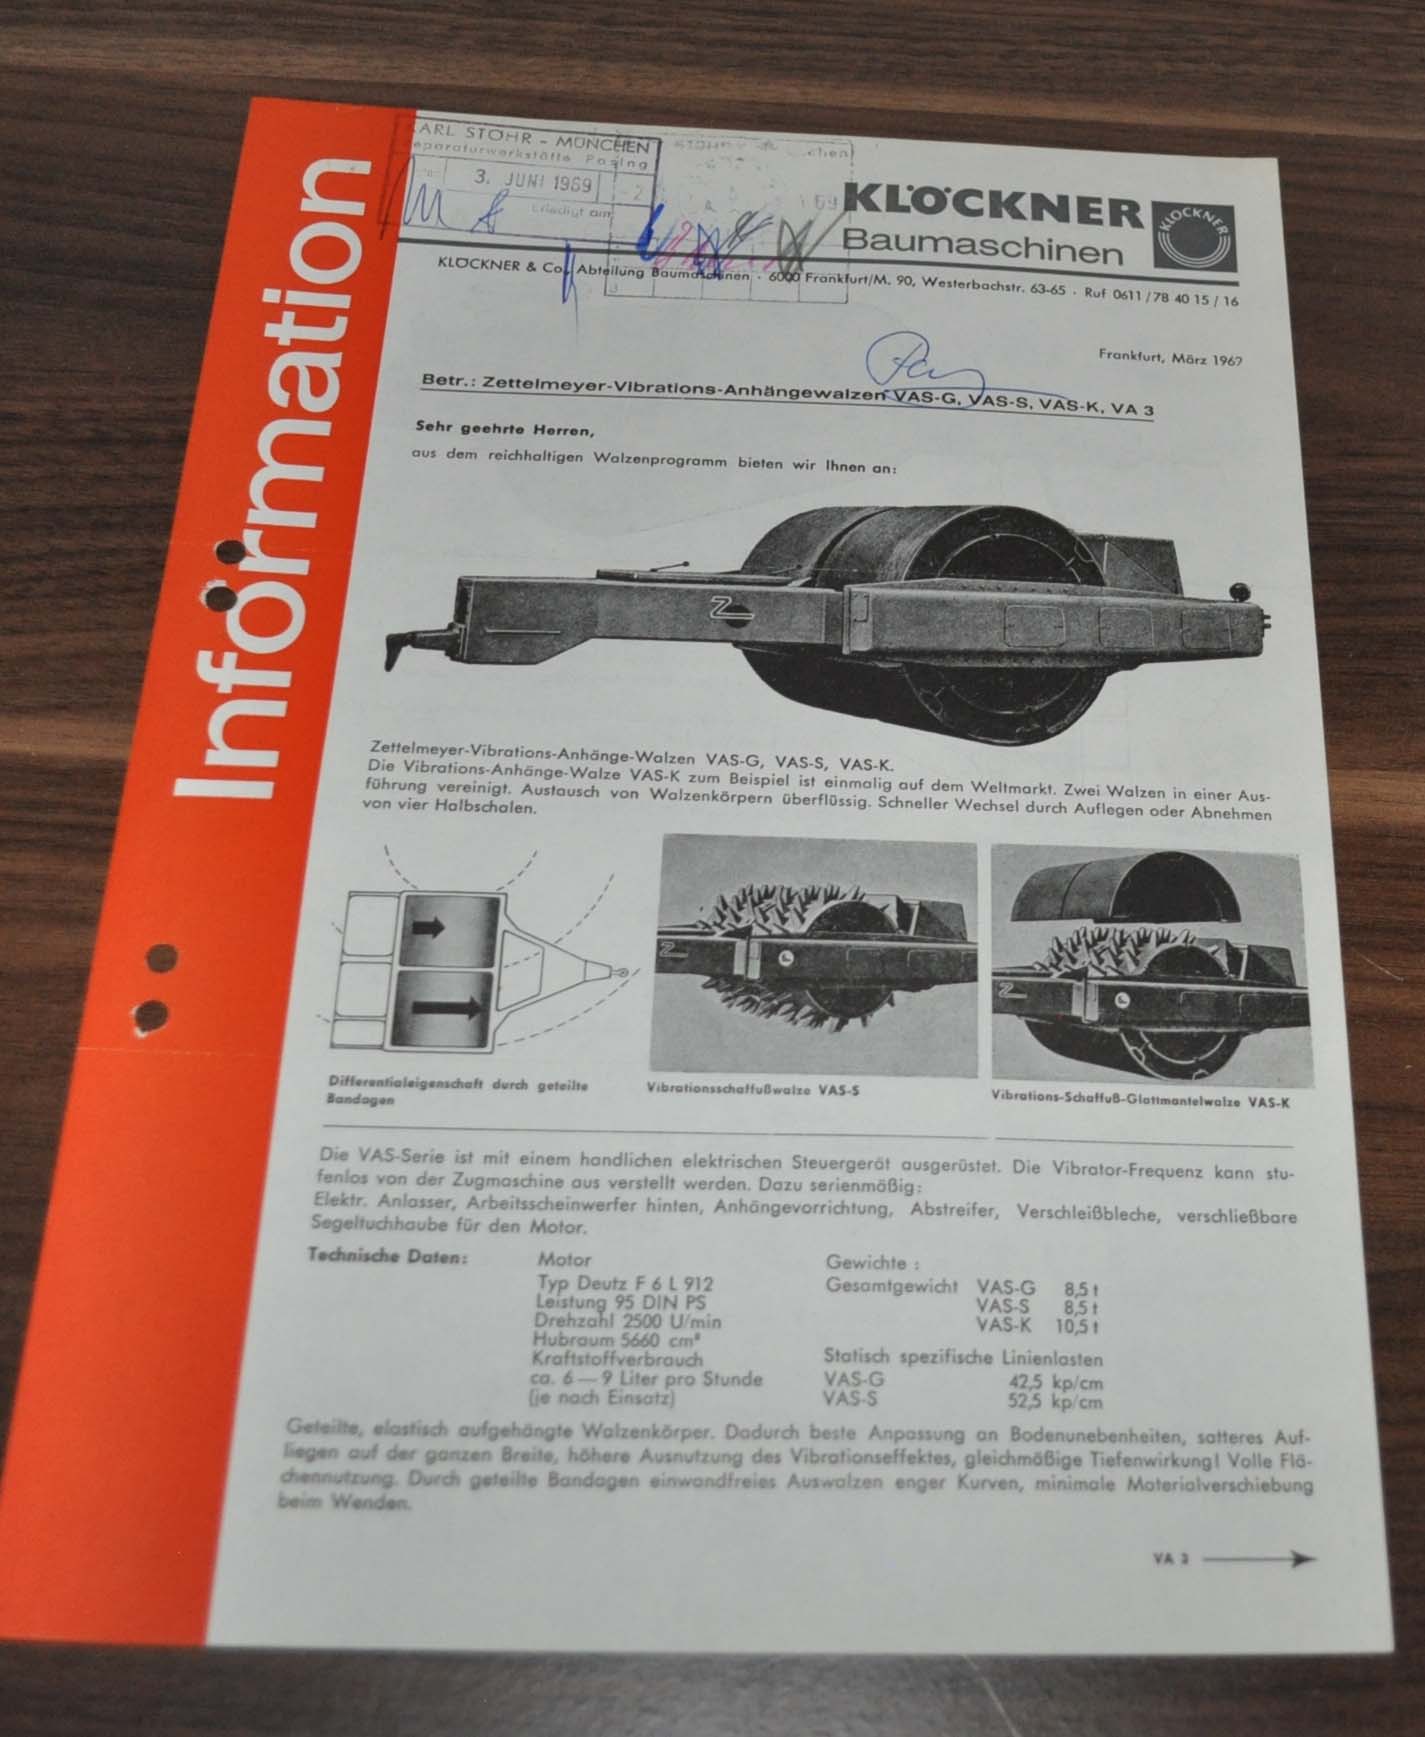 Information
KARL STÖHR - MÜNCHEN
Reparaturwerkstätte Pasing
3. JUNI 1969
Erledigt am
KLÖCKNER
Baumaschinen
KLÖCKNER
KLÖCKNER & Co. Abteilung Baumaschinen · 6000 Frankfurt/M. 90, Westerbachstr. 63-65 · Ruf 0611/78 40 15/16
Frankfurt, März 1969
Betr.: Zettelmeyer-Vibrations-Anhängewalzen VAS-G, VAS-S, VAS-K, VA 3
Sehr geehrte Herren,
aus dem reichhaltigen Walzenprogramm bieten wir Ihnen an:
Z
Zettelmeyer-Vibrations-Anhänge-Walzen VAS-G, VAS-S, VAS-K.
Die Vibrations-Anhänge-Walze VAS-K zum Beispiel ist einmalig auf dem Weltmarkt. Zwei Walzen in einer Aus-
führung vereinigt. Austausch von Walzenkörpern überflüssig. Schneller Wechsel durch Auflegen oder Abnehmen
von vier Halbschalen.
Z
Z
Differentialeigenschaft durch geteilte
Bandagen
Vibrationsschaffußwalze VAS-S
Vibrations-Schaffuß-Glattmantelwalze VAS-K
Die VAS-Serie ist mit einem handlichen elektrischen Steuergerät ausgerüstet. Die Vibrator-Frequenz kann stu-
fenlos von der Zugmaschine aus verstellt werden. Dazu serienmäßig:
Elektr. Anlasser, Arbeitsscheinwerfer hinten, Anhängevorrichtung, Abstreifer, Verschleißbleche, verschließbare
Segeltuchhaube für den Motor.
Technische Daten:
Motor
Typ Deutz F 6 L 912
Leistung 95 DIN PS
Drehzahl 2500 U/min
Hubraum 5660 cm³
Kraftstoffverbrauch
ca. 6 — 9 Liter pro Stunde
(je nach Einsatz)
Gewichte :
Gesamtgewicht VAS-G 8,5 t
VAS-S 8,5 t
VAS-K 10,5 t
Statisch spezifische Linienlasten
VAS-G 42,5 kp/cm
VAS-S 52,5 kp/cm
Geteilte, elastisch aufgehängte Walzenkörper. Dadurch beste Anpassung an Bodenunebenheiten, satteres Auf-
liegen auf der ganzen Breite, höhere Ausnutzung des Vibrationseffektes, gleichmäßige Tiefenwirkung! Volle Flä-
chennutzung. Durch geteilte Bandagen einwandfreies Auswalzen enger Kurven, minimale Materialverschiebung
beim Wenden.
VA 3